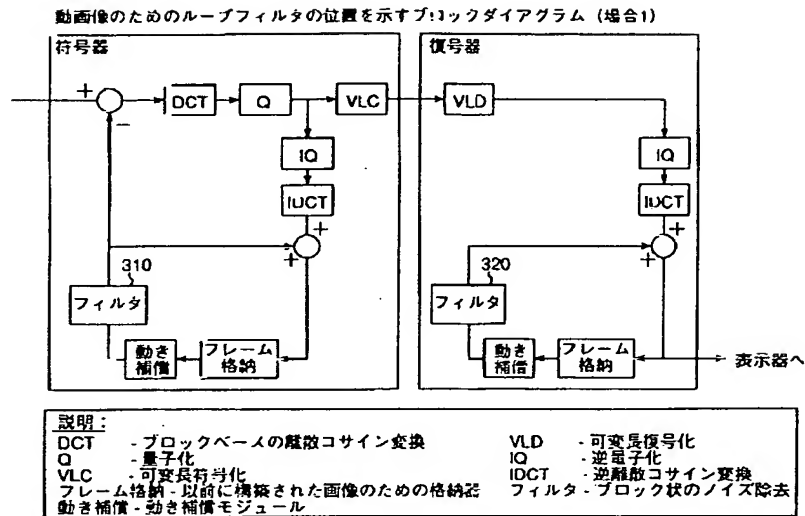 動画像のためのループフィルタの位置を示すブロックダイアグラム（場合1）
符号器
復号器
+
−
DCT
Q
VLC
VLD
IQ
IQ
IDCT
IDCT
+
+
+
+
310
フィルタ
320
フィルタ
動き
補償
フレーム
格納
動き
補償
フレーム
格納
表示器へ
説明：
DCT - ブロックベースの離散コサイン変換
Q - 量子化
VLC - 可変長符号化
フレーム格納 - 以前に構築された画像のための格納器
動き補償 - 動き補償モジュール
VLD - 可変長復号化
IQ - 逆量子化
IDCT - 逆離散コサイン変換
フィルタ - ブロック状のノイズ除去